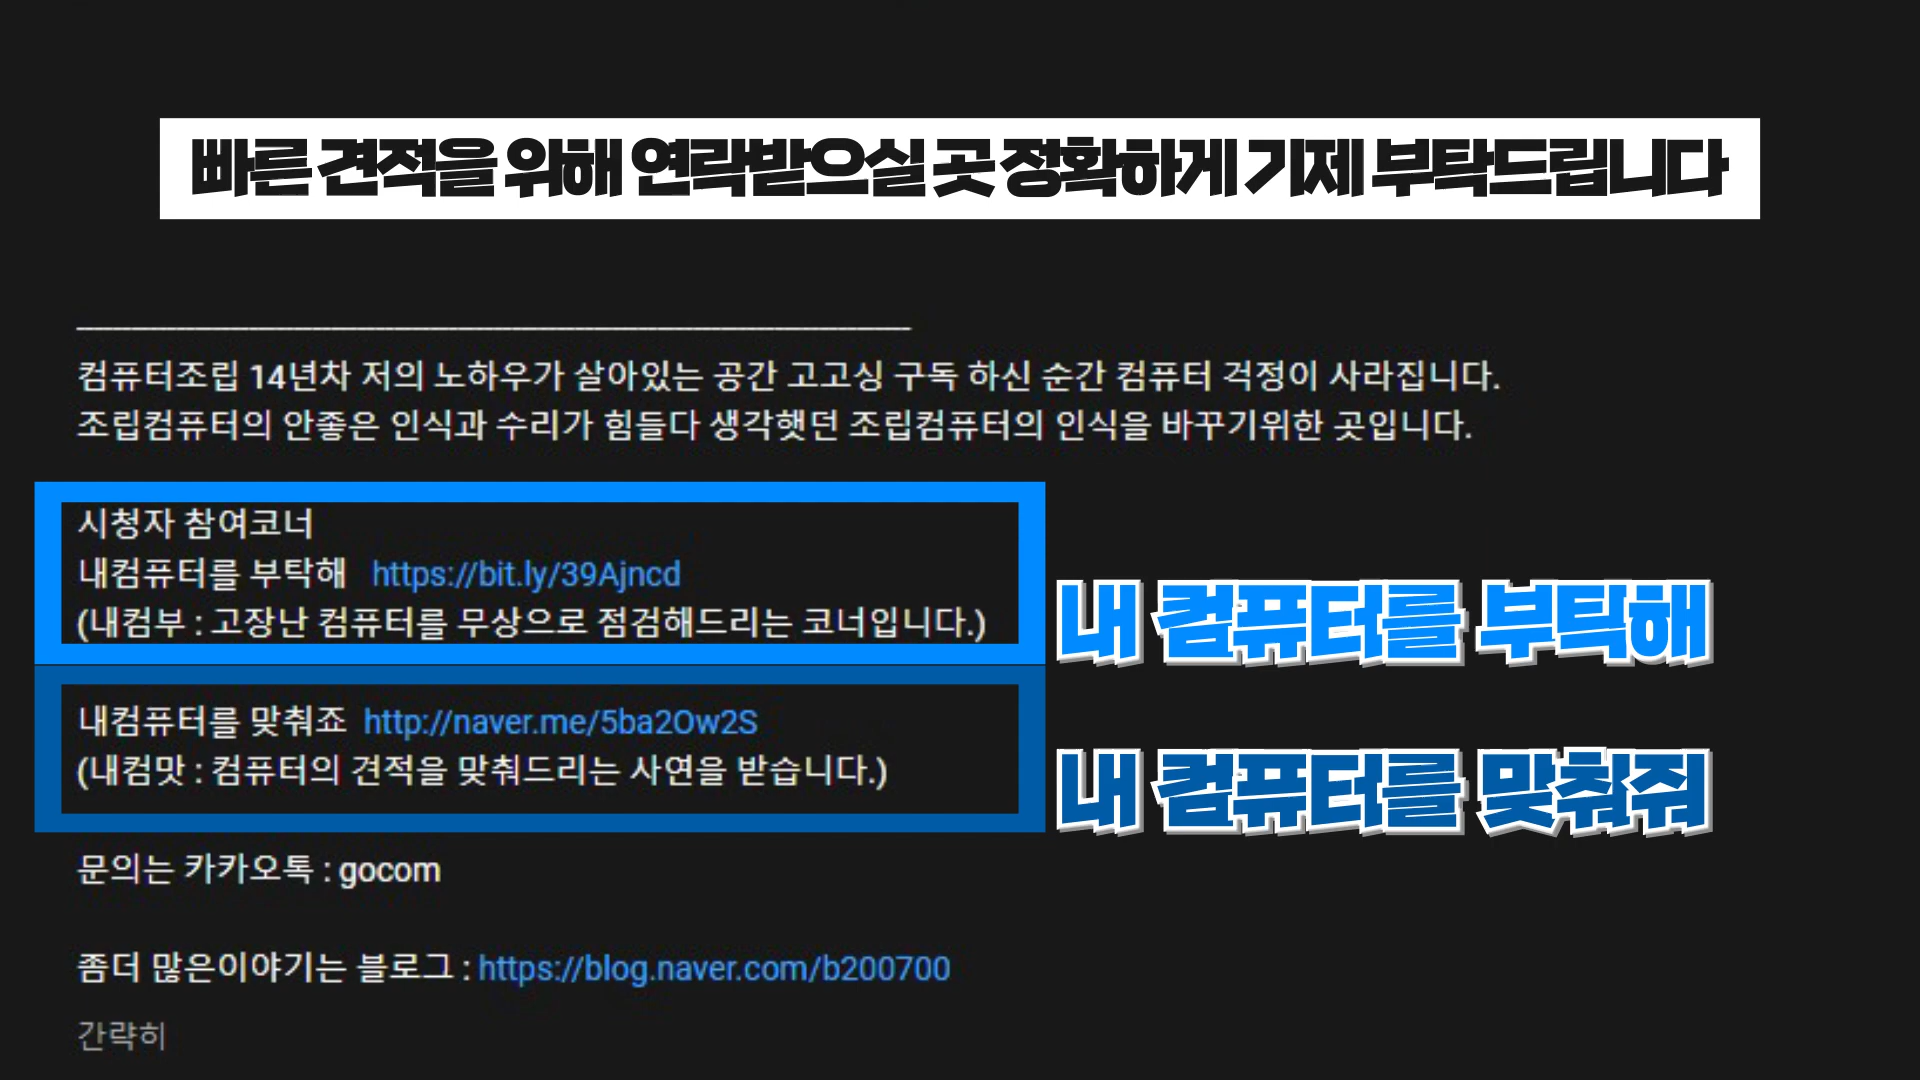 빠른 견적을 위해 연락받으실 곳 정확하게 기제 부탁드립니다
컴퓨터조립 14년차 저의 노하우가 살아있는 공간 고고싱 구독 하신 순간 컴퓨터 걱정이 사라집니다.
조립컴퓨터의 안좋은 인식과 수리가 힘들다 생각햇던 조립컴퓨터의 인식을 바꾸기위한 곳입니다.
시청자 참여코너
내컴퓨터를 부탁해 https://bit.ly/39Ajncd
(내컴부 : 고장난 컴퓨터를 무상으로 점검해드리는 코너입니다.)
내 컴퓨터를 부탁해
내컴퓨터를 맞춰죠 http://naver.me/5ba2Ow2S
(내컴맛 : 컴퓨터의 견적을 맞춰드리는 사연을 받습니다.)
내 컴퓨터를 맞춰줘
문의는 카카오톡 : gocom
좀더 많은이야기는 블로그 : https://blog.naver.com/b200700
간략히